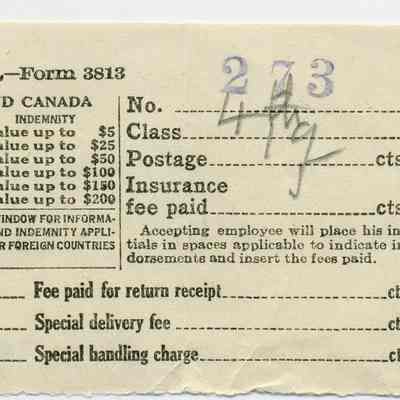 —Form 3813
273
ND CANADA
INDEMNITY
alue up to $5
alue up to $25
alue up to $50
alue up to $100
alue up to $150
alue up to $200
INDOW FOR INFORMA-
ND INDEMNITY APPLI-
R FOREIGN COUNTRIES
No.
Class 4th
Postage cts
Insurance
fee paid cts
Accepting employee will place his in
tials in spaces applicable to indicate in
dorsements and insert the fees paid.
Fee paid for return receipt ct
Special delivery fee ct
Special handling charge ct